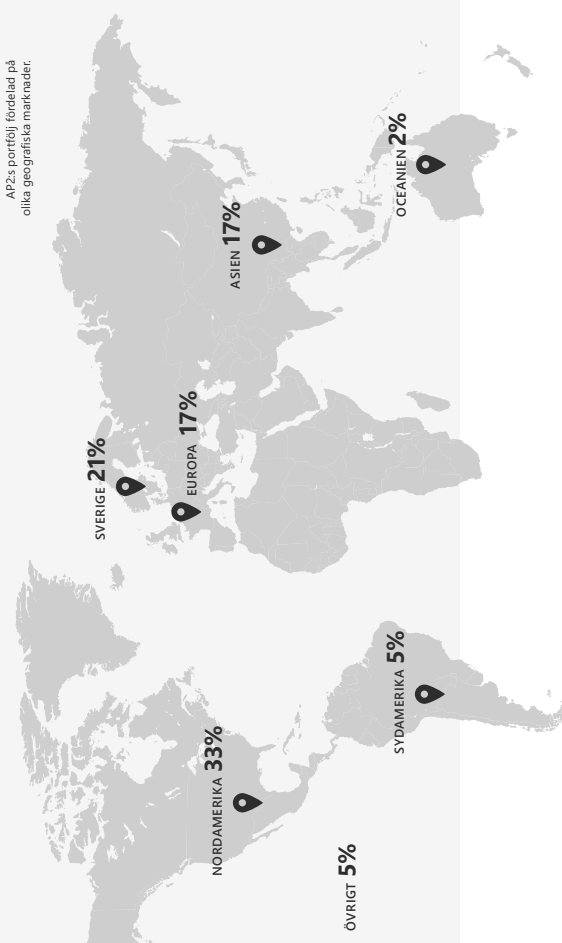 AP2:s portfölj fördelad på
olika geografiska marknader.
SVERIGE 21%
EUROPA 17%
ASIEN 17%
NORDAMERIKA 33%
OCEANIEN 2%
SYDAMERIKA 5%
ÖVRIGT 5%